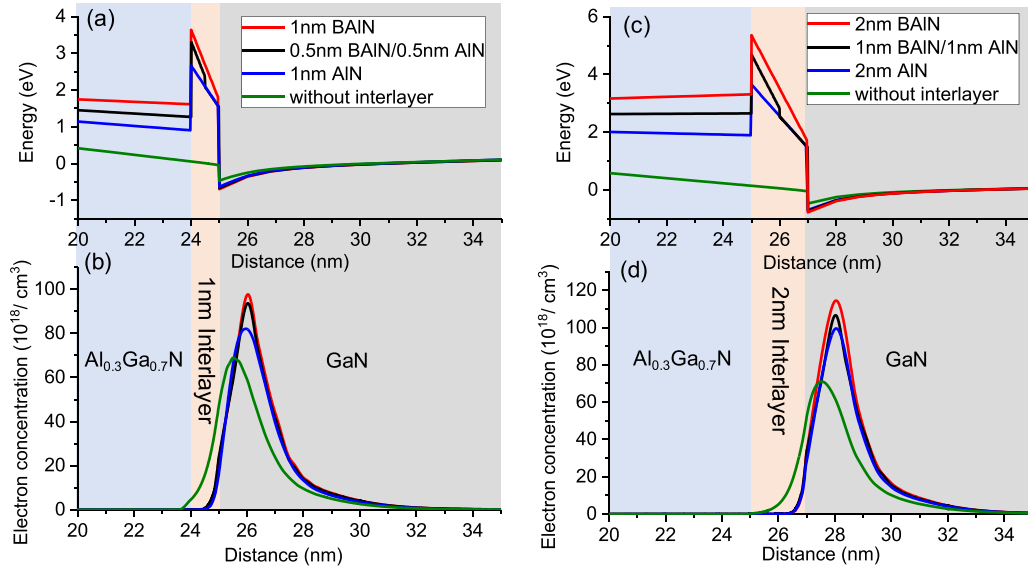 (a)
1nm BAlN
0.5nm BAlN/0.5nm AlN
1nm AlN
without interlayer
Energy (eV)
4
3
2
1
0
-1
20 22 24 26 28 30 32 34
Distance (nm)
(b)
1nm Interlayer
Al0.3Ga0.7N
GaN
Electron concentration (10^18/ cm^3)
100
80
60
40
20
0
20 22 24 26 28 30 32 34
Distance (nm)
(c)
2nm BAlN
1nm BAlN/1nm AlN
2nm AlN
without interlayer
Energy (eV)
6
4
2
0
20 22 24 26 28 30 32 34
Distance (nm)
(d)
2nm Interlayer
Al0.3Ga0.7N
GaN
Electron concentration (10^18/ cm^3)
120
100
80
60
40
20
0
20 22 24 26 28 30 32 34
Distance (nm)